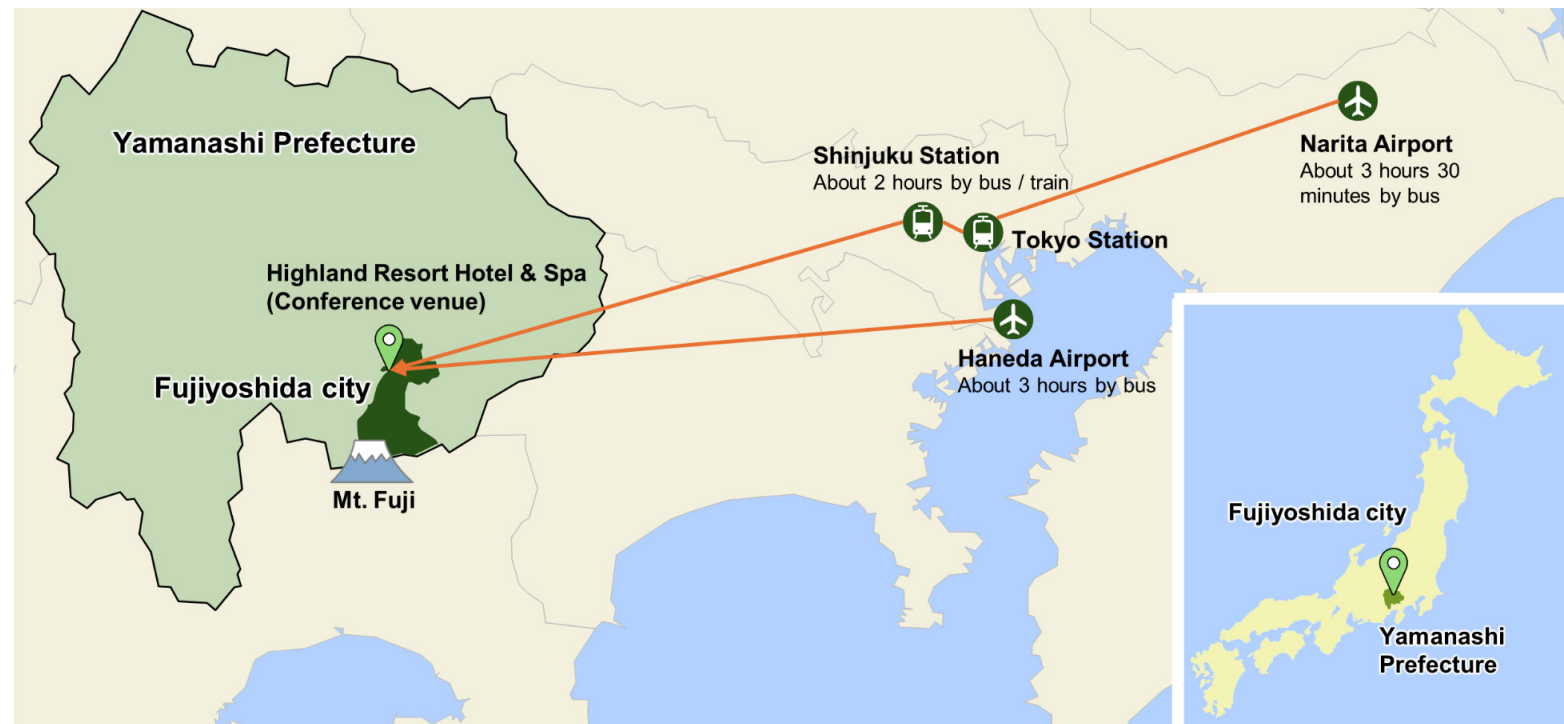 Yamanashi Prefecture
Shinjuku Station
About 2 hours by bus / train
Narita Airport
About 3 hours 30
minutes by bus
Tokyo Station
Highland Resort Hotel & Spa
(Conference venue)
Haneda Airport
About 3 hours by bus
Fujiyoshida city
Mt. Fuji
Fujiyoshida city
Yamanashi
Prefecture